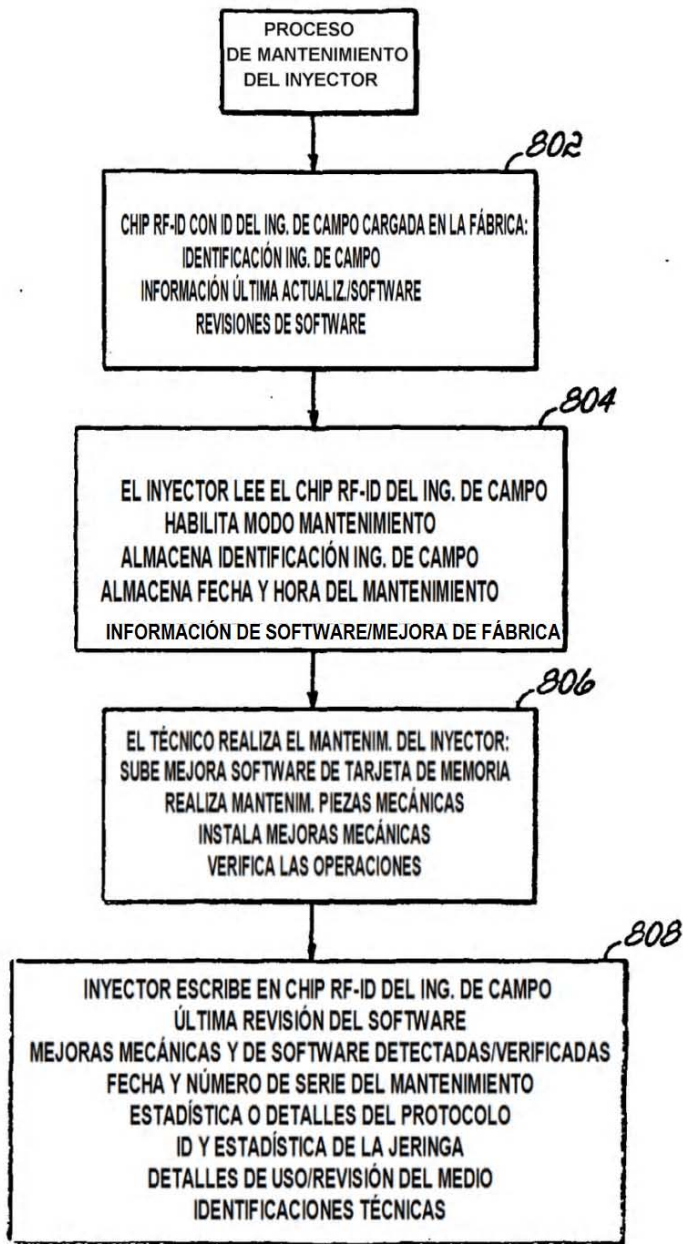 PROCESO
DE MANTENIMIENTO
DEL INYECTOR
802
CHIP RF-ID CON ID DEL ING. DE CAMPO CARGADA EN LA FÁBRICA:
IDENTIFICACIÓN ING. DE CAMPO
INFORMACIÓN ÚLTIMA ACTUALIZ./SOFTWARE
REVISIONES DE SOFTWARE
804
EL INYECTOR LEE EL CHIP RF-ID DEL ING. DE CAMPO
HABILITA MODO MANTENIMIENTO
ALMACENA IDENTIFICACIÓN ING. DE CAMPO
ALMACENA FECHA Y HORA DEL MANTENIMIENTO
INFORMACIÓN DE SOFTWARE/MEJORA DE FÁBRICA
806
EL TÉCNICO REALIZA EL MANTENIM. DEL INYECTOR:
SUBE MEJORA SOFTWARE DE TARJETA DE MEMORIA
REALIZA MANTENIM. PIEZAS MECÁNICAS
INSTALA MEJORAS MECÁNICAS
VERIFICA LAS OPERACIONES
808
INYECTOR ESCRIBE EN CHIP RF-ID DEL ING. DE CAMPO
ÚLTIMA REVISIÓN DEL SOFTWARE
MEJORAS MECÁNICAS Y DE SOFTWARE DETECTADAS/VERIFICADAS
FECHA Y NÚMERO DE SERIE DEL MANTENIMIENTO
ESTADÍSTICA O DETALLES DEL PROTOCOLO
ID Y ESTADÍSTICA DE LA JERINGA
DETALLES DE USO/REVISIÓN DEL MEDIO
IDENTIFICACIONES TÉCNICAS